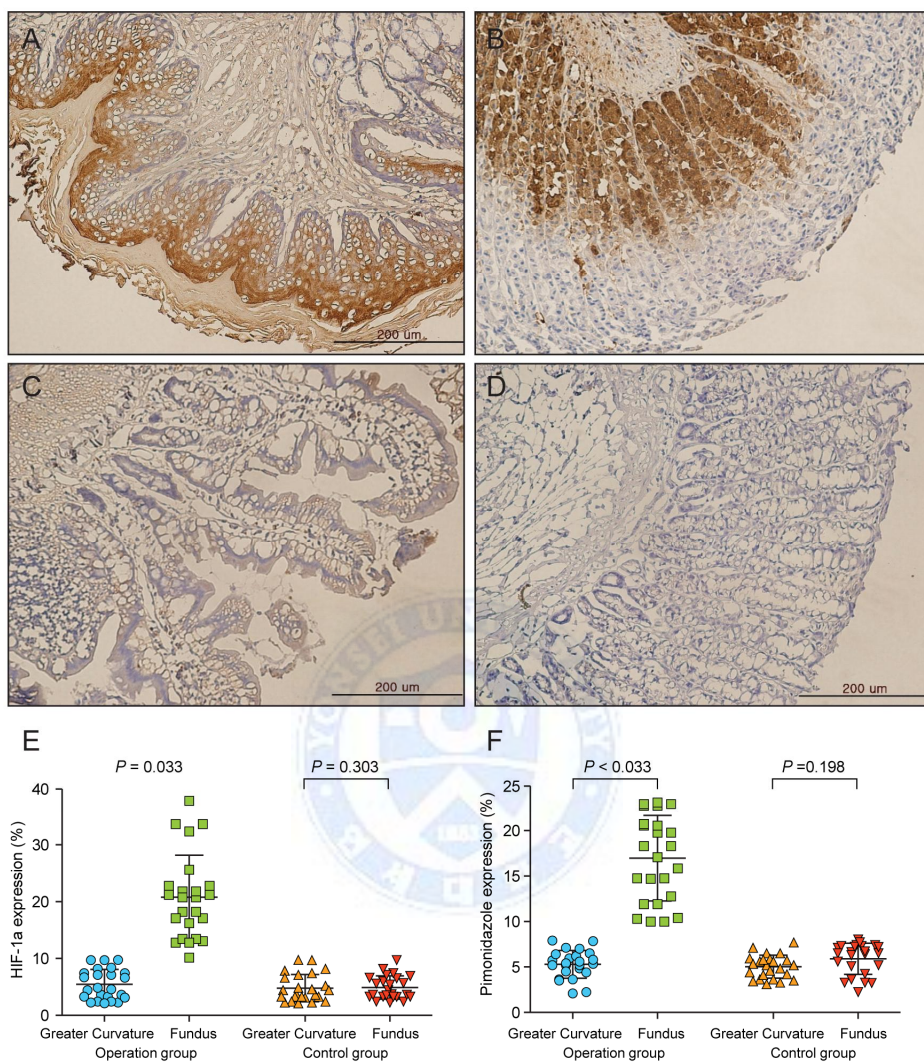 A
B
200 um
C
D
200 um
200 um
E
F
P = 0.033
P = 0.303
P < 0.033
P =0.198
HIF-1a expression (%)
40
30
20
10
0
Greater Curvature
Fundus
Greater Curvature
Fundus
Operation group
Control group
Pimonidazole expression (%)
25
20
15
10
5
0
Greater Curvature
Fundus
Greater Curvature
Fundus
Operation group
Control group
YONSEI